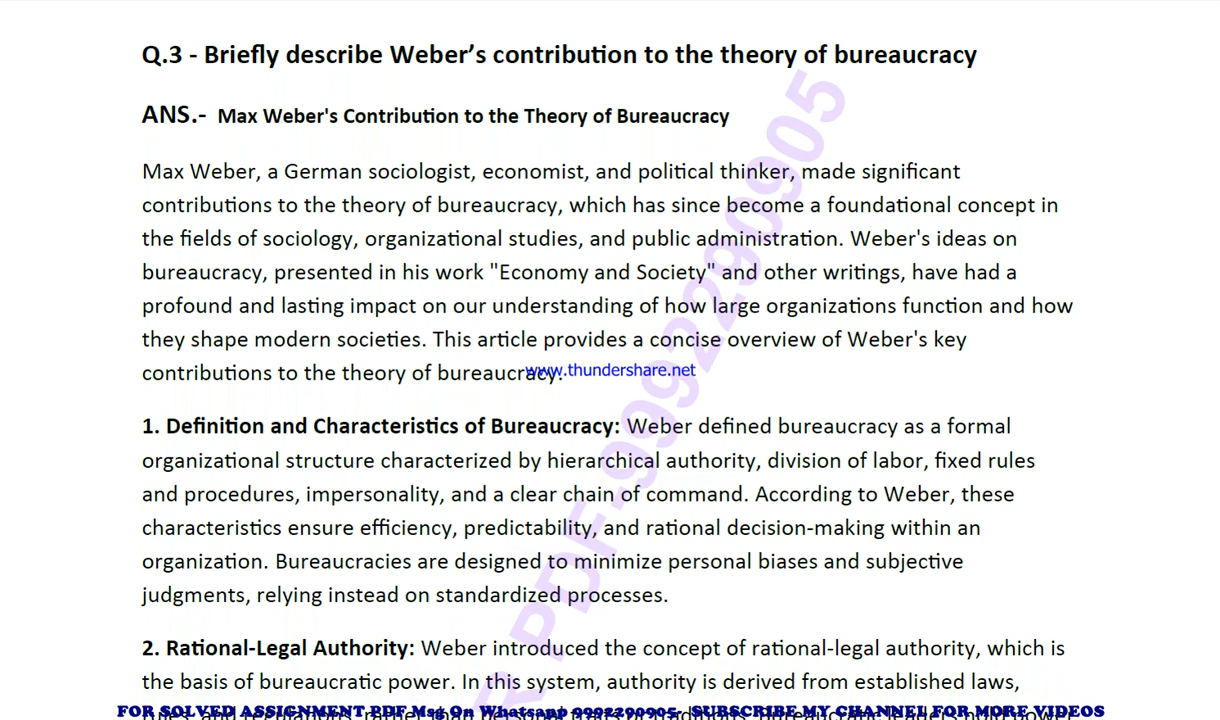 Q.3 - Briefly describe Weber's contribution to the theory of bureaucracy
ANS.- Max Weber's Contribution to the Theory of Bureaucracy
Max Weber, a German sociologist, economist, and political thinker, made significant
contributions to the theory of bureaucracy, which has since become a foundational concept in
the fields of sociology, organizational studies, and public administration. Weber's ideas on
bureaucracy, presented in his work "Economy and Society" and other writings, have had a
profound and lasting impact on our understanding of how large organizations function and how
they shape modern societies. This article provides a concise overview of Weber's key
contributions to the theory of bureaucracy.
www.thundershare.net
1. Definition and Characteristics of Bureaucracy: Weber defined bureaucracy as a formal
organizational structure characterized by hierarchical authority, division of labor, fixed rules
and procedures, impersonality, and a clear chain of command. According to Weber, these
characteristics ensure efficiency, predictability, and rational decision-making within an
organization. Bureaucracies are designed to minimize personal biases and subjective
judgments, relying instead on standardized processes.
2. Rational-Legal Authority: Weber introduced the concept of rational-legal authority, which is
the basis of bureaucratic power. In this system, authority is derived from established laws,
FOR SOLVED ASSIGNMENT PDF Msg On Whatsapp 9992290905- SUBSCRIBE MY CHANNEL FOR MORE VIDEOS
R PDF-9992290905